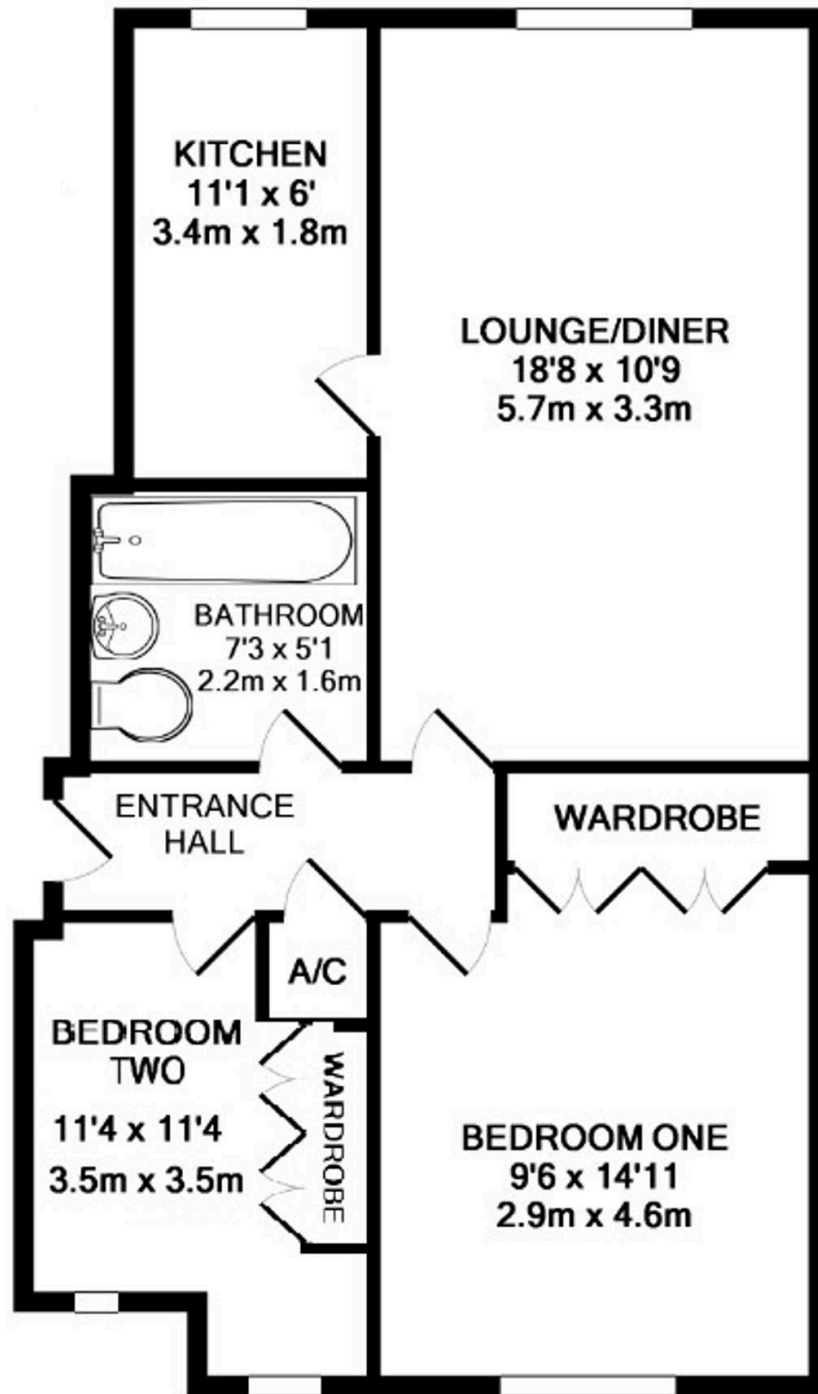 KITCHEN
11'1 x 6'
3.4m x 1.8m
LOUNGE/DINER
18'8 x 10'9
5.7m x 3.3m
BATHROOM
7'3 x 5'1
2.2m x 1.6m
ENTRANCE
HALL
WARDROBE
A/C
BEDROOM
TWO
11'4 x 11'4
3.5m x 3.5m
WARDROBE
BEDROOM ONE
9'6 x 14'11
2.9m x 4.6m